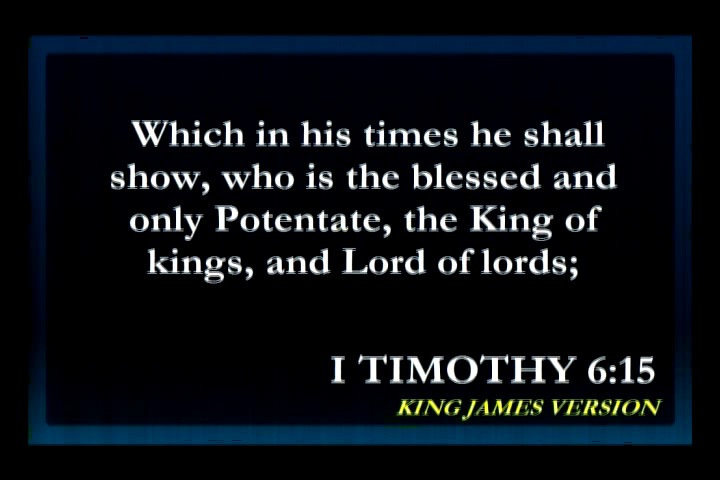 Which in his times he shall
show, who is the blessed and
only Potentate, the King of
kings, and Lord of lords;
I TIMOTHY 6:15
KING JAMES VERSION